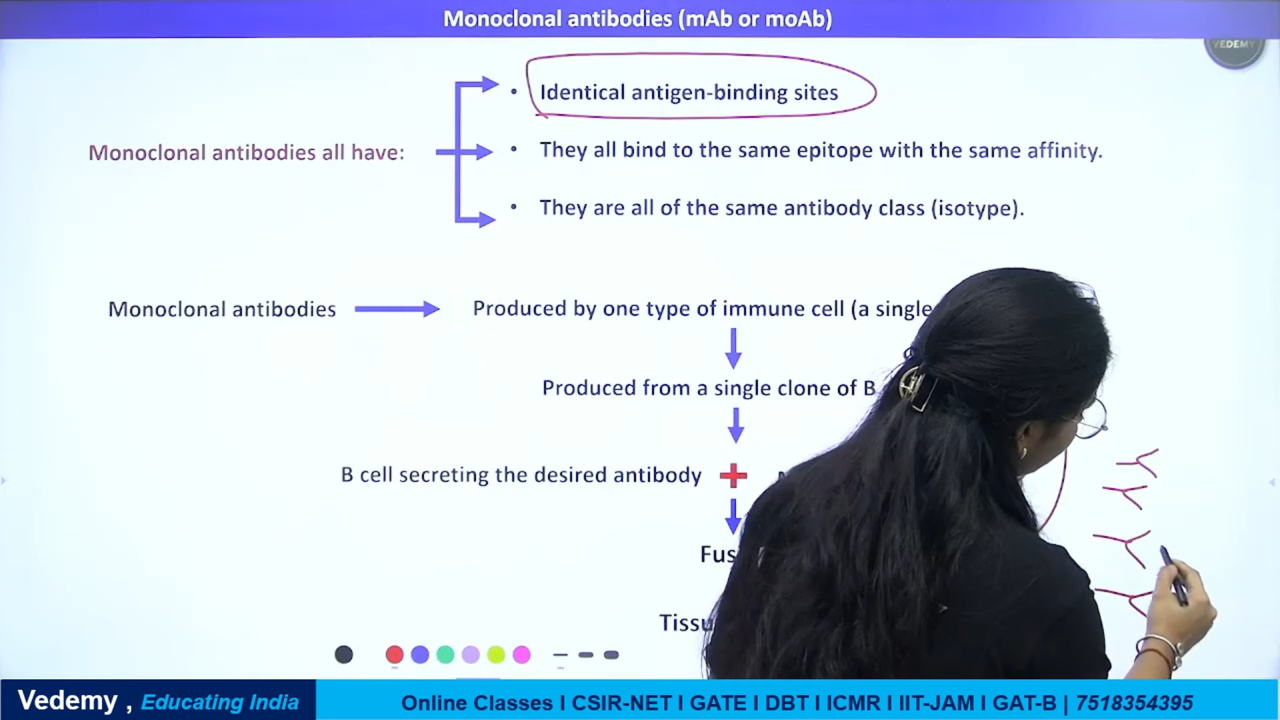 Monoclonal antibodies (mAb or moAb)
VEDEMY
• Identical antigen-binding sites
Monoclonal antibodies all have:
• They all bind to the same epitope with the same affinity.
• They are all of the same antibody class (isotype).
Monoclonal antibodies
Produced by one type of immune cell (a single
Produced from a single clone of B
B cell secreting the desired antibody
Fus
Tissu
Vedemy , Educating India
Online Classes I CSIR-NET I GATE I DBT I ICMR I IIT-JAM I GAT-B | 7518354395